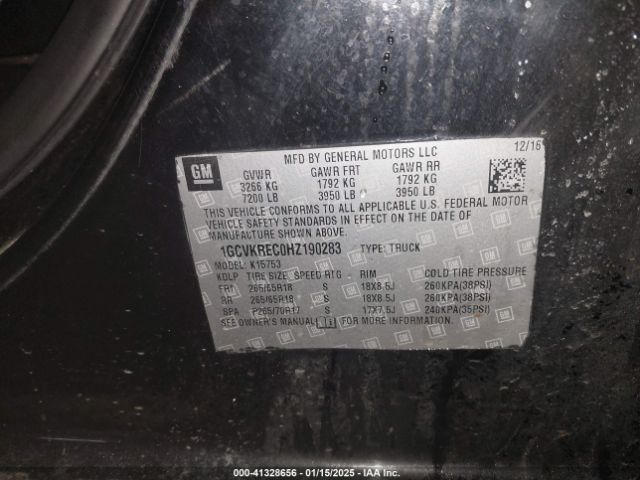 12/16
MFD BY GENERAL MOTORS LLC
GM GVWR GAWR FRT GAWR RR
3266 KG 1792 KG 1792 KG
7200 LB 3950 LB 3950 LB
THIS VEHICLE CONFORMS TO ALL APPLICABLE U.S. FEDERAL MOTOR
VEHICLE SAFETY STANDARDS IN EFFECT ON THE DATE OF
MANUFACTURE SHOWN ABOVE.
1GCVKREC0HZ190283 TYPE: TRUCK
MODEL: K15753
KDLP TIRE SIZE SPEED RTG RIM COLD TIRE PRESSURE
FRT 265/65R18 S 18X8.5J 260KPA(38PSI)
RR 265/65R18 S 18X8.5J 260KPA(38PSI)
SPA P265/70R17 S 17X7.5J 240KPA(35PSI)
SEE OWNER'S MANUAL FOR MORE INFORMATION.
000-41328656 — 01/15/2025 — IAA Inc.